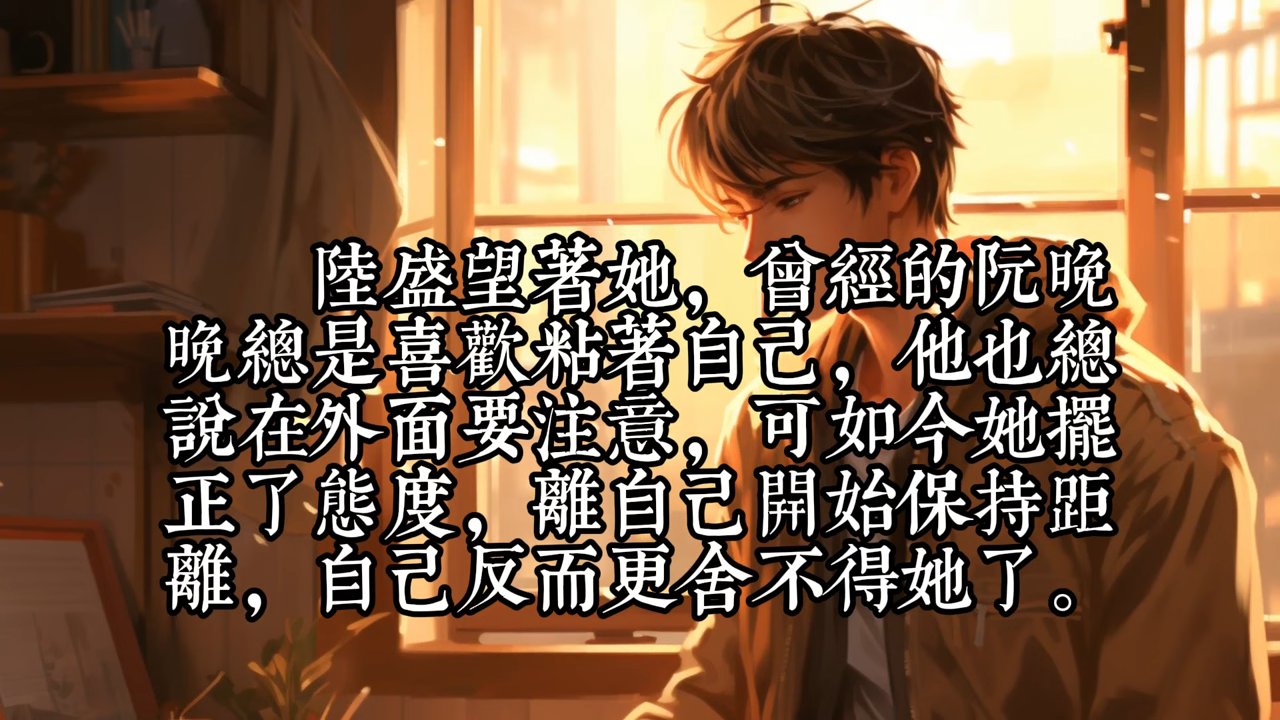 陸盛望著她，曾經的阮晚
晚總是喜歡粘著自己，他也總
說在外面要注意，可如今她擺
正了態度，離自己開始保持距
離，自己反而更舍不得她了。